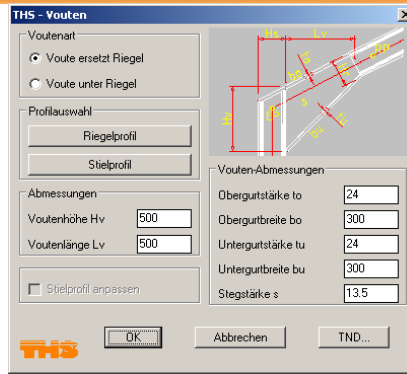 THS - Vouten
Voutenart
Voute ersetzt Riegel
Voute unter Riegel
Profilauswahl
Riegelprofil
Stielprofil
Abmessungen
Voutenhöhe Hv 500
Voutenlänge Lv 500
Stielprofil anpassen
Hs Lv
Hv
s
bu
tu
Vouten-Abmessungen
Obergurtstärke to 24
Obergurtbreite bo 300
Untergurtstärke tu 24
Untergurtbreite bu 300
Stegstärke s 13.5
THS
OK
Abbrechen
TND...